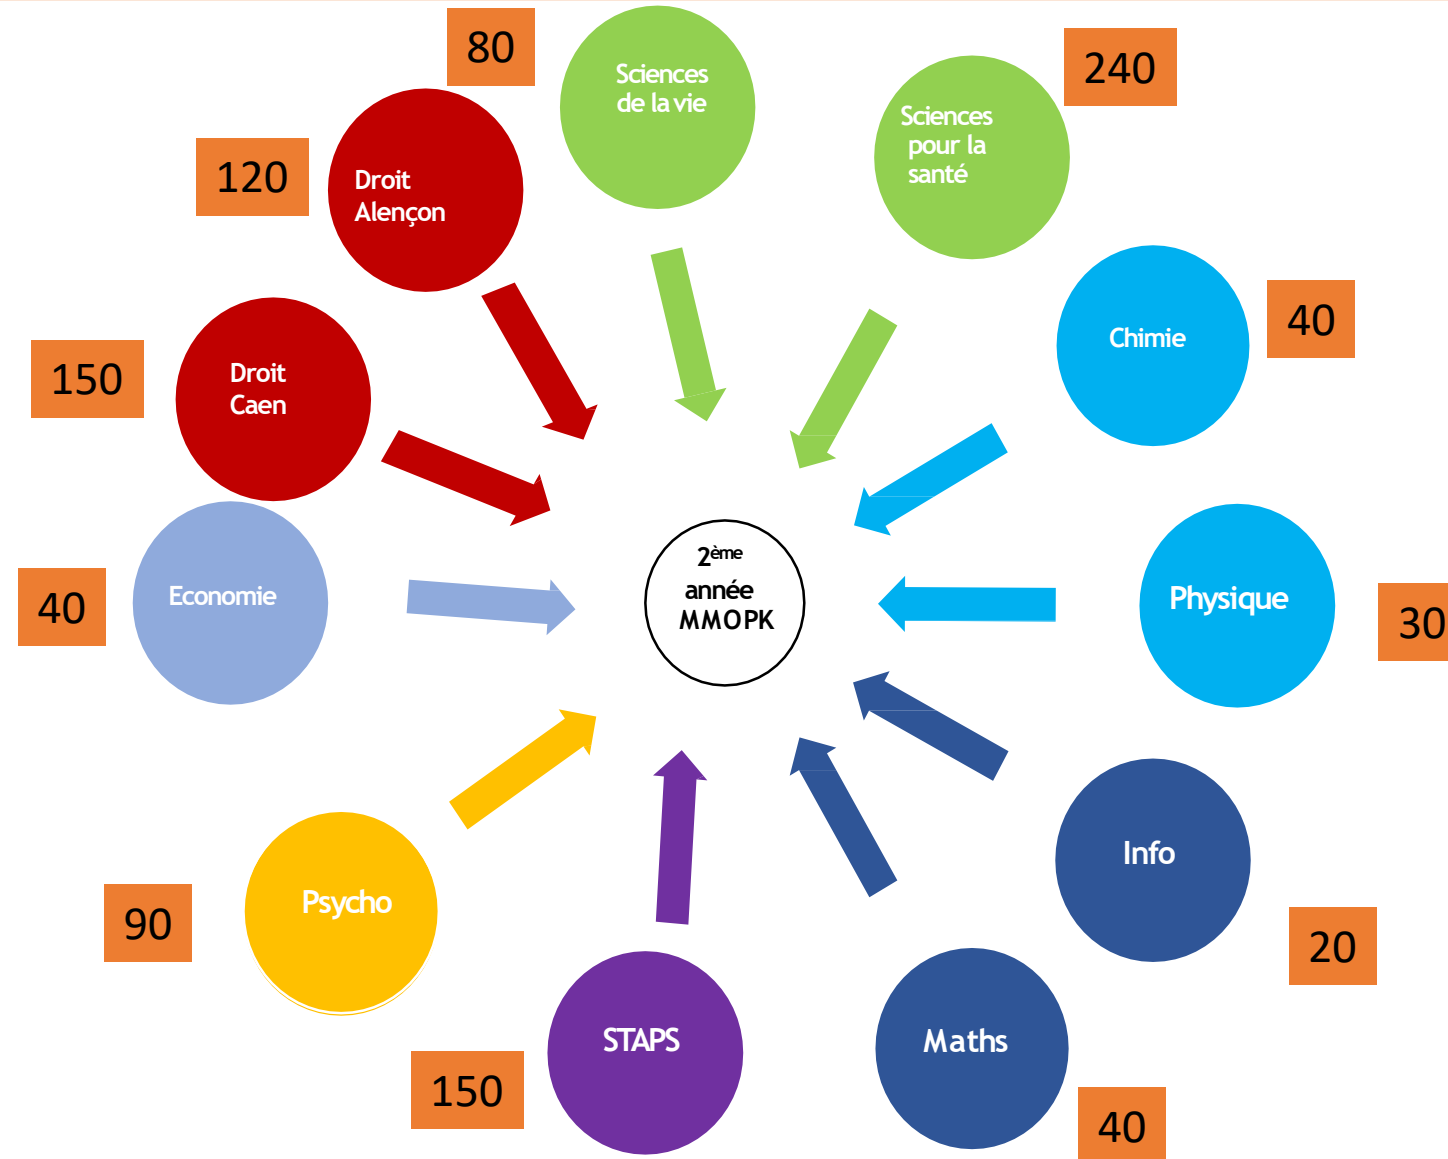 80
Sciences
de la vie
240
Sciences
pour la
santé
120
Droit
Alençon
40
Chimie
150
Droit
Caen
2ème
année
MMOPK
40
Economie
Physique
30
Info
Psycho
90
20
STAPS
Maths
150
40